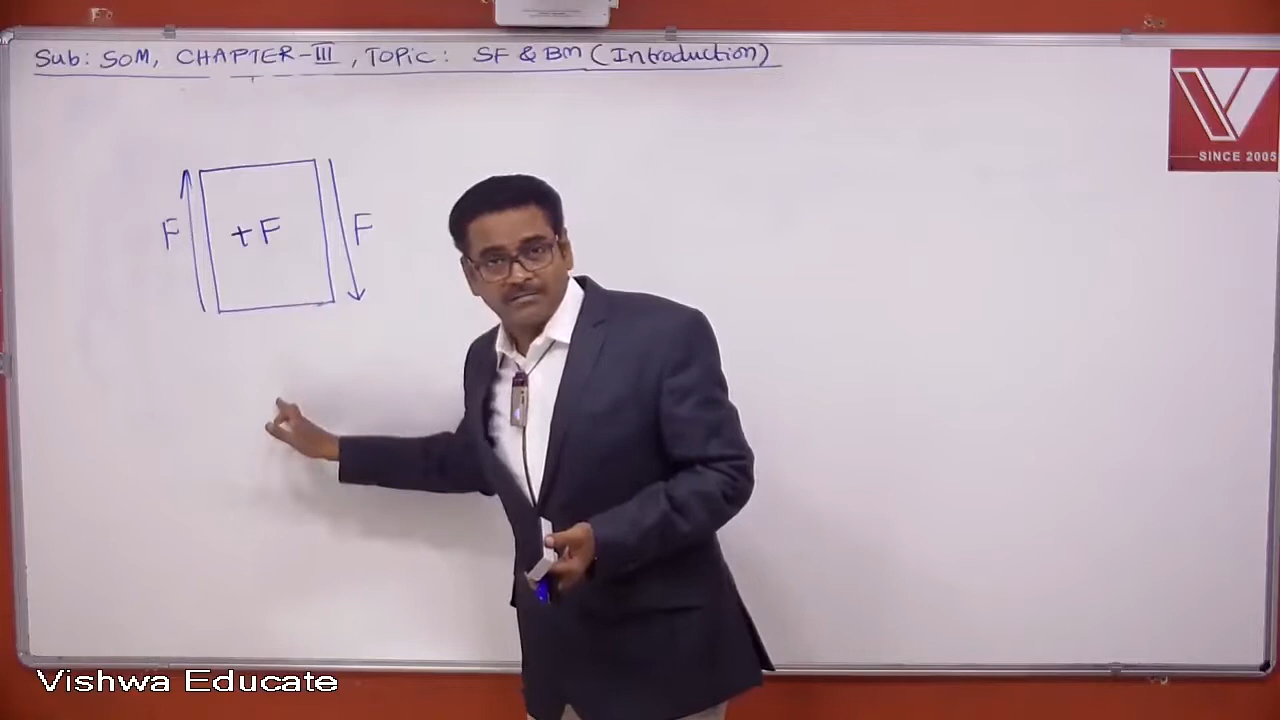 Sub: SOM, CHAPTER-III, TOPIC: SF & BM (Introduction)
V
SINCE 2005
F
+F
F
Vishwa Educate